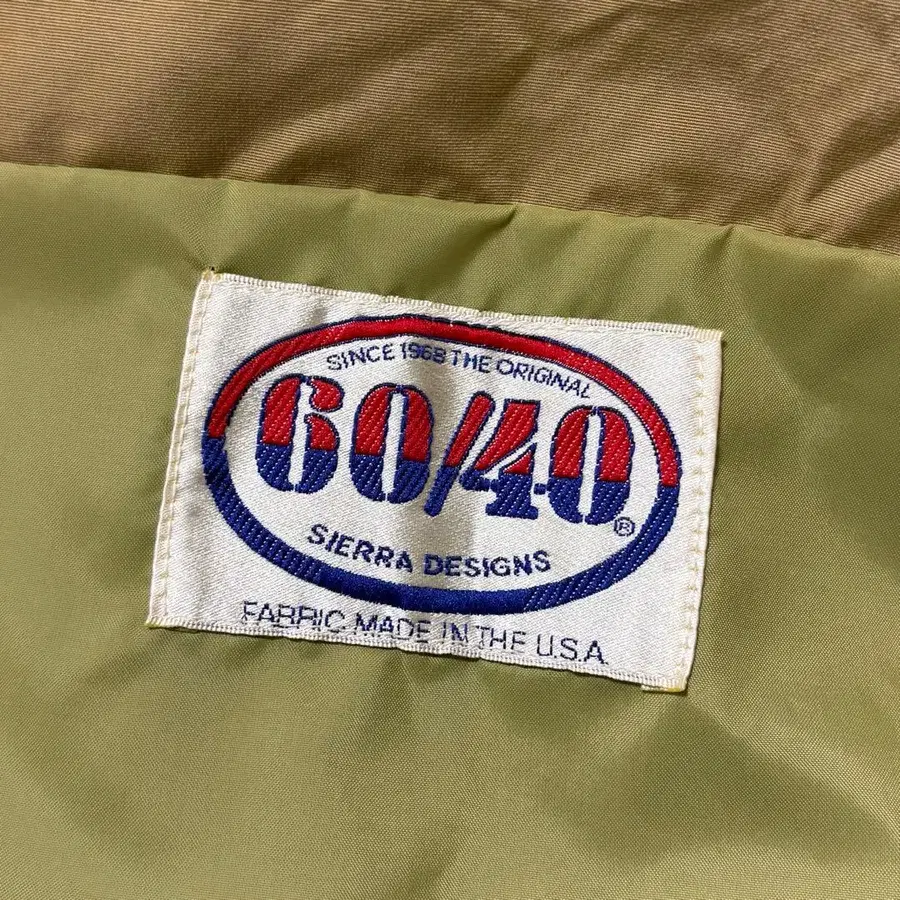 SINCE 1968 THE ORIGINAL
60/40®
SIERRA DESIGNS
FABRIC MADE IN THE U.S.A.